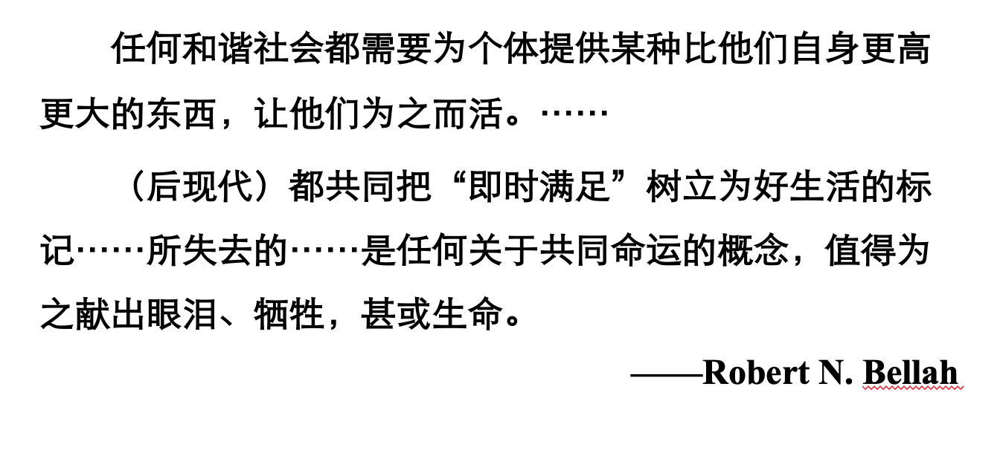 任何和谐社会都需要为个体提供某种比他们自身更高
更大的东西，让他们为之而活。……
（后现代）都共同把“即时满足”树立为好生活的标
记……所失去的……是任何关于共同命运的概念，值得为
之献出眼泪、牺牲，甚或生命。
——Robert N. Bellah